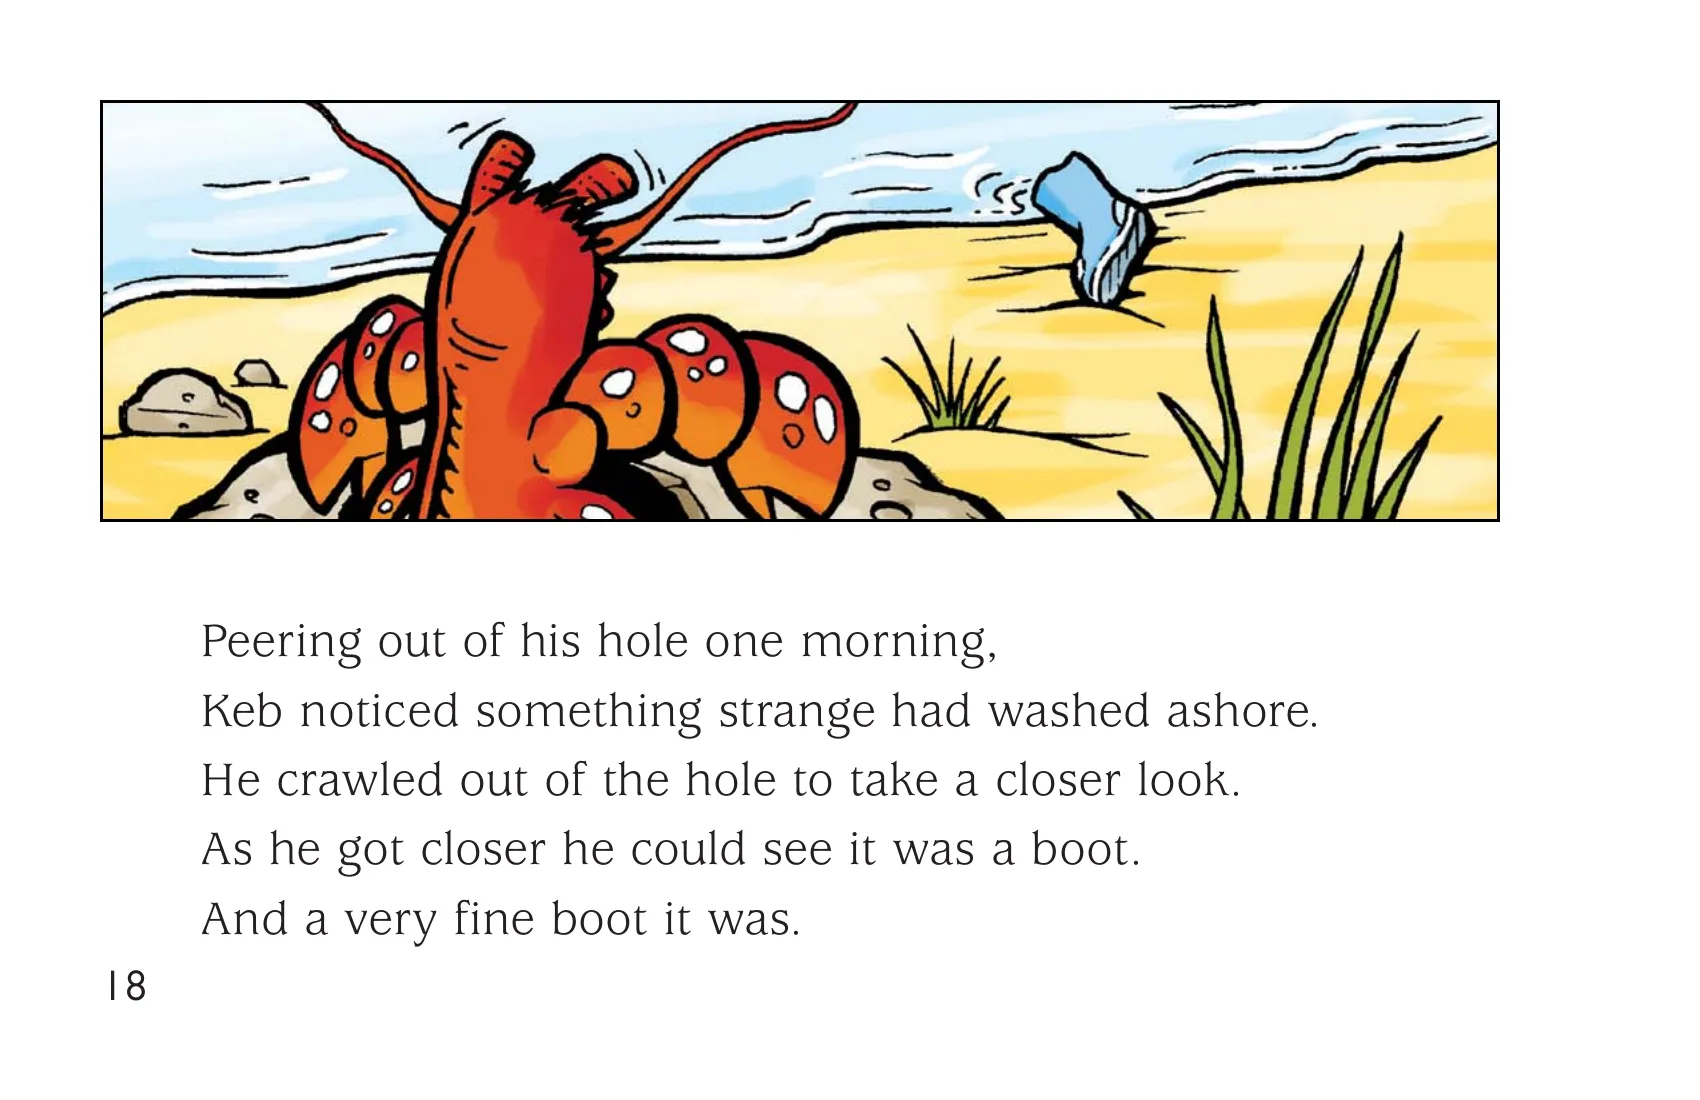 Peering out of his hole one morning,
Keb noticed something strange had washed ashore.
He crawled out of the hole to take a closer look.
As he got closer he could see it was a boot.
And a very fine boot it was.
18